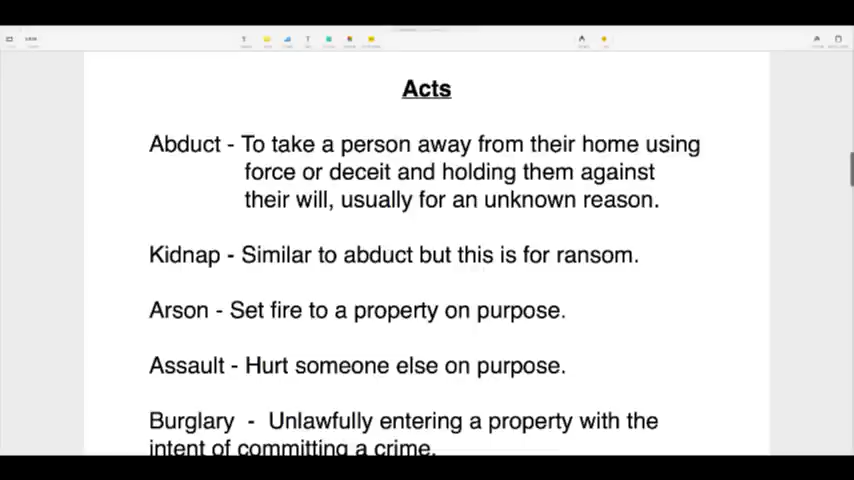 Acts
Abduct - To take a person away from their home using
force or deceit and holding them against
their will, usually for an unknown reason.
Kidnap - Similar to abduct but this is for ransom.
Arson - Set fire to a property on purpose.
Assault - Hurt someone else on purpose.
Burglary - Unlawfully entering a property with the
intent of committing a crime.